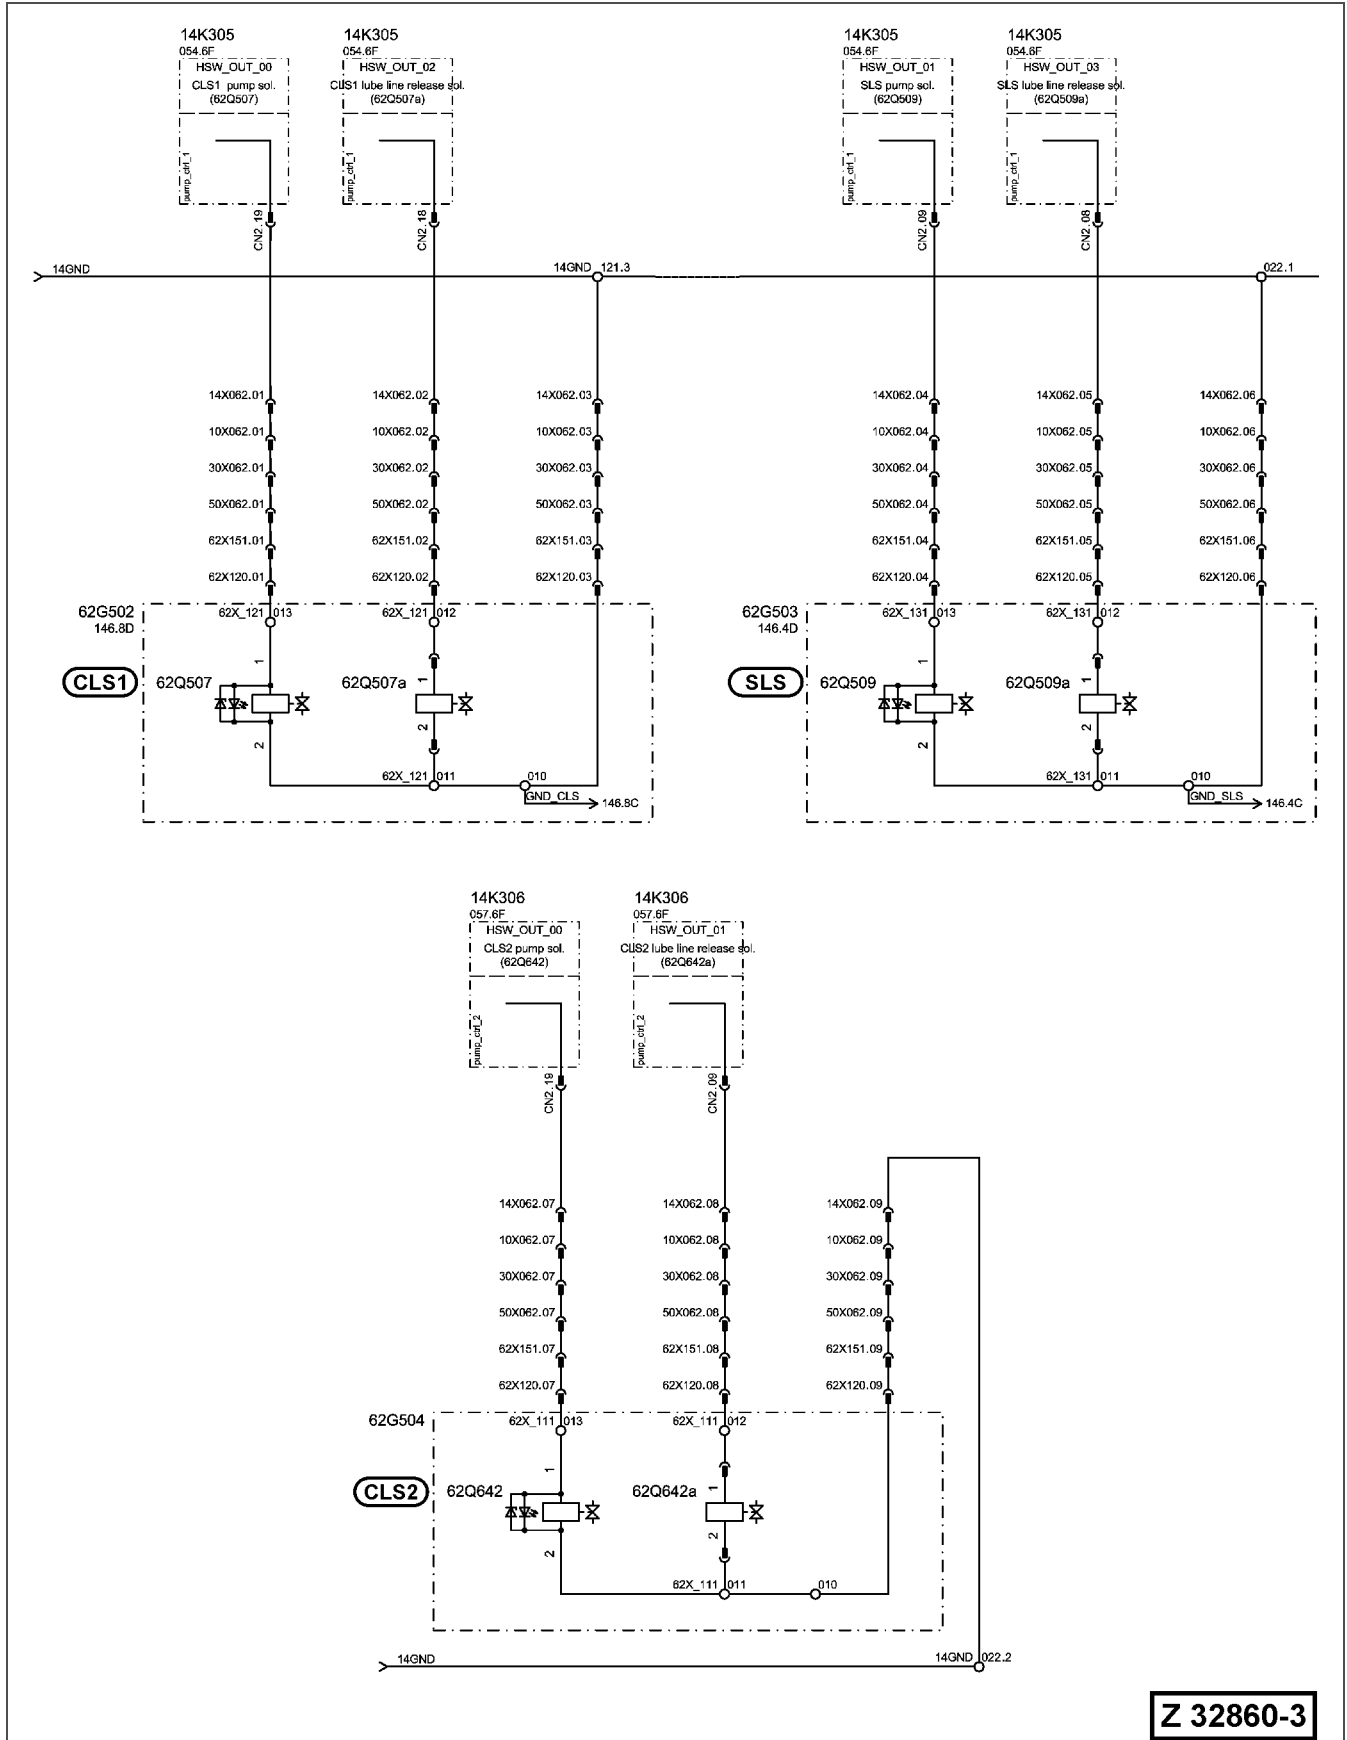 14K305 14K305 14K305 14K305
054.6F 054.6F 054.6F 054.6F
HSW_OUT_00 HSW_OUT_02 HSW_OUT_01 HSW_OUT_03
CLS1 pump sol. CLS1 lube line release sol. SLS pump sol. SLS lube line release sol.
(62Q507) (62Q507a) (62Q509) (62Q509a)
pump_ctrl_1 pump_ctrl_1 pump_ctrl_1 pump_ctrl_1
CN2.19 CN2.18 CN2.09 CN2.08
14GND 14GND 121.3 022.1
14X062.01 14X062.02 14X062.03 14X062.04 14X062.05 14X062.06
10X062.01 10X062.02 10X062.03 10X062.04 10X062.05 10X062.06
30X062.01 30X062.02 30X062.03 30X062.04 30X062.05 30X062.06
50X062.01 50X062.02 50X062.03 50X062.04 50X062.05 50X062.06
62X151.01 62X151.02 62X151.03 62X151.04 62X151.05 62X151.06
62X120.01 62X120.02 62X120.03 62X120.04 62X120.05 62X120.06
62G502 62X_121 013 62X_121 012 62G503 62X_131 013 62X_131 012
146.8D 146.4D
1 1
CLS1 62Q507 62Q507a 1 SLS 62Q509 62Q509a 1
2 2 2 2
62X_121 011 010 62X_131 011 010
GND_CLS 146.8C GND_SLS 146.4C
14K306 14K306
057.6F 057.6F
HSW_OUT_00 HSW_OUT_01
CLS2 pump sol. CLS2 lube line release sol.
(62Q642) (62Q642a)
pump_ctrl_2 pump_ctrl_2
CN2.19 CN2.09
14X062.07 14X062.08 14X062.09
10X062.07 10X062.08 10X062.09
30X062.07 30X062.08 30X062.09
50X062.07 50X062.08 50X062.09
62X151.07 62X151.08 62X151.09
62X120.07 62X120.08 62X120.09
62G504 62X_111 013 62X_111 012
1
CLS2 62Q642 62Q642a 1
2 2
62X_111 011 010
14GND 14GND 022.2
Z 32860-3